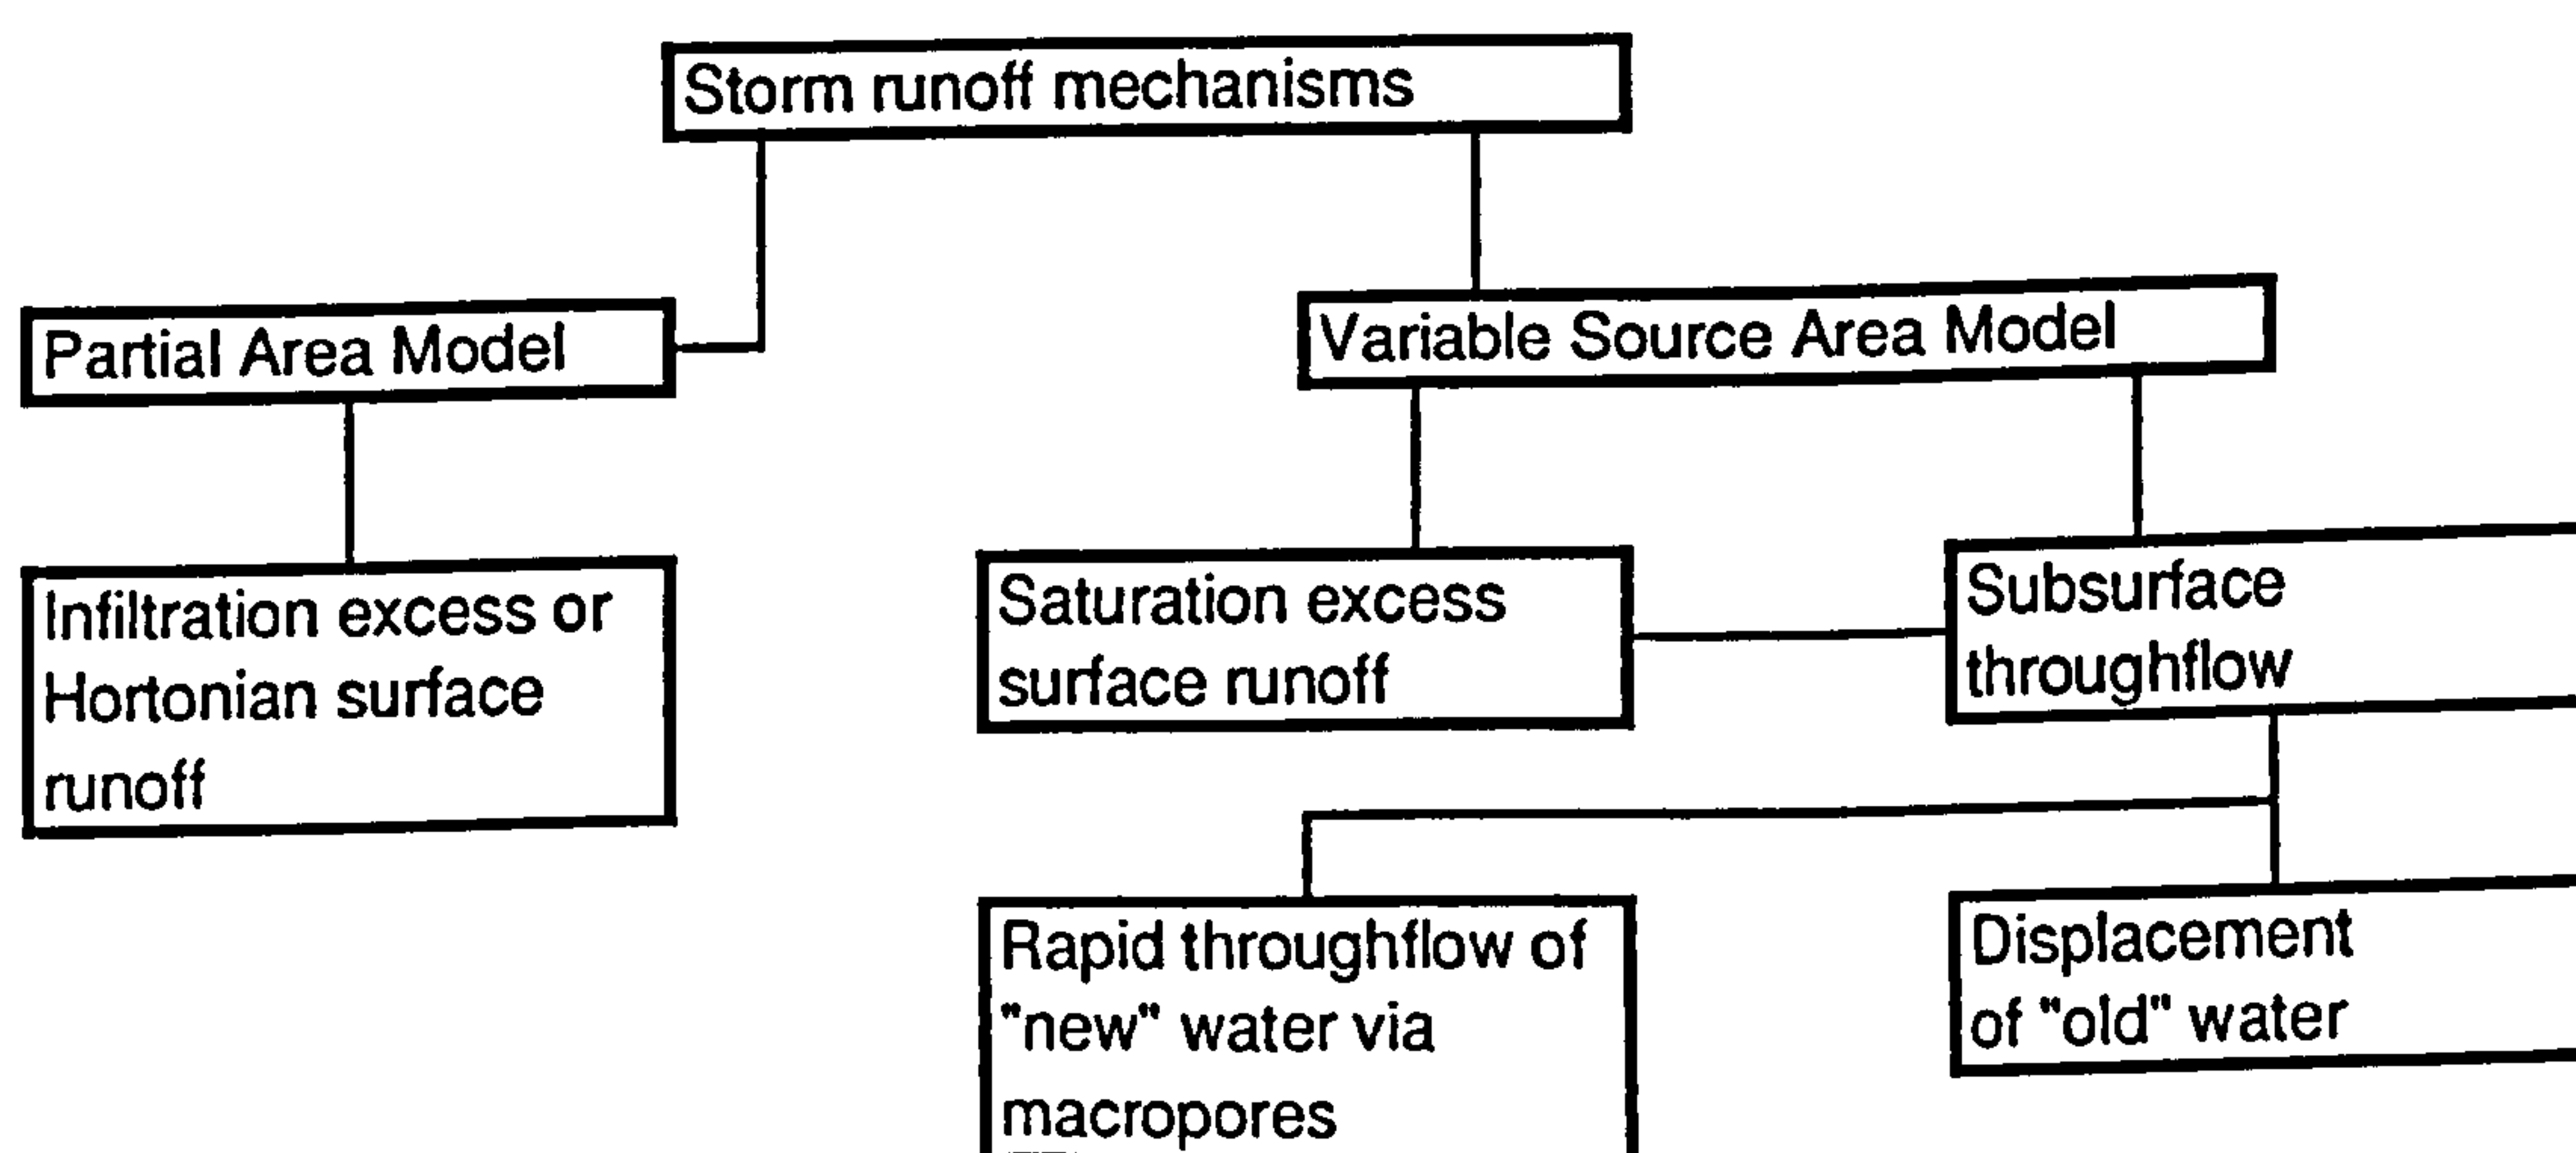 Storm runoff mechanisms
Partial Area Model
Variable Source Area Model
Infiltration excess or
Hortonian surface
runoff
Saturation excess
surface runoff
Subsurface
throughflow
Rapid throughflow of
"new" water via
macropores
Displacement
of "old" water